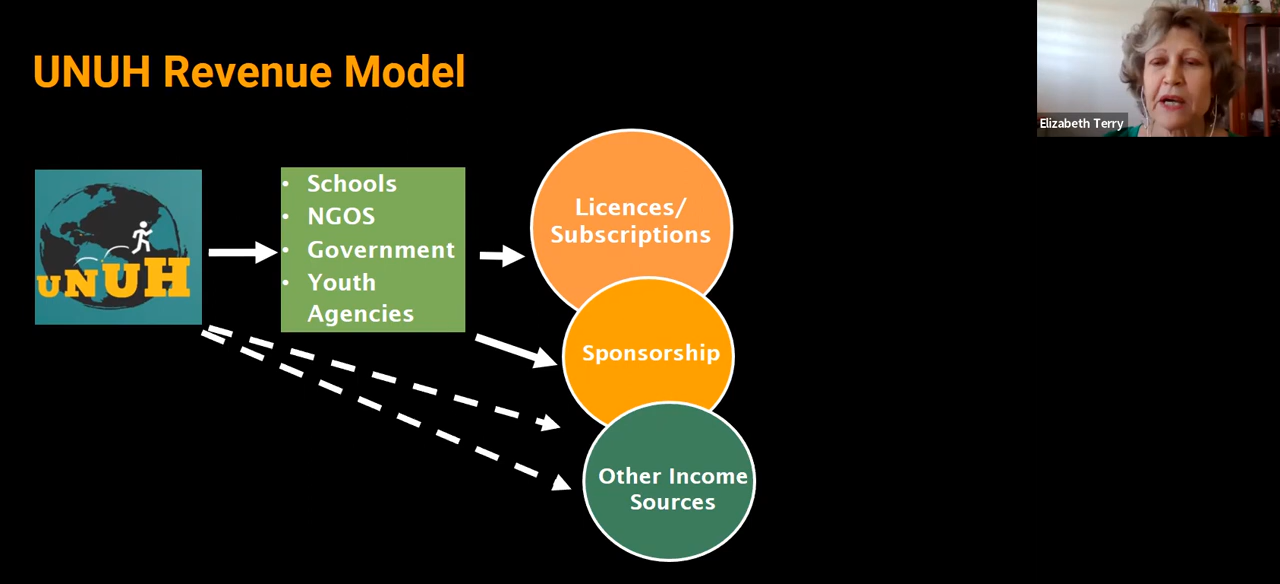 UNUH Revenue Model
Elizabeth Terry
UNUH
• Schools
• NGOS
• Government
• Youth
Agencies
Licences/
Subscriptions
Sponsorship
Other Income
Sources